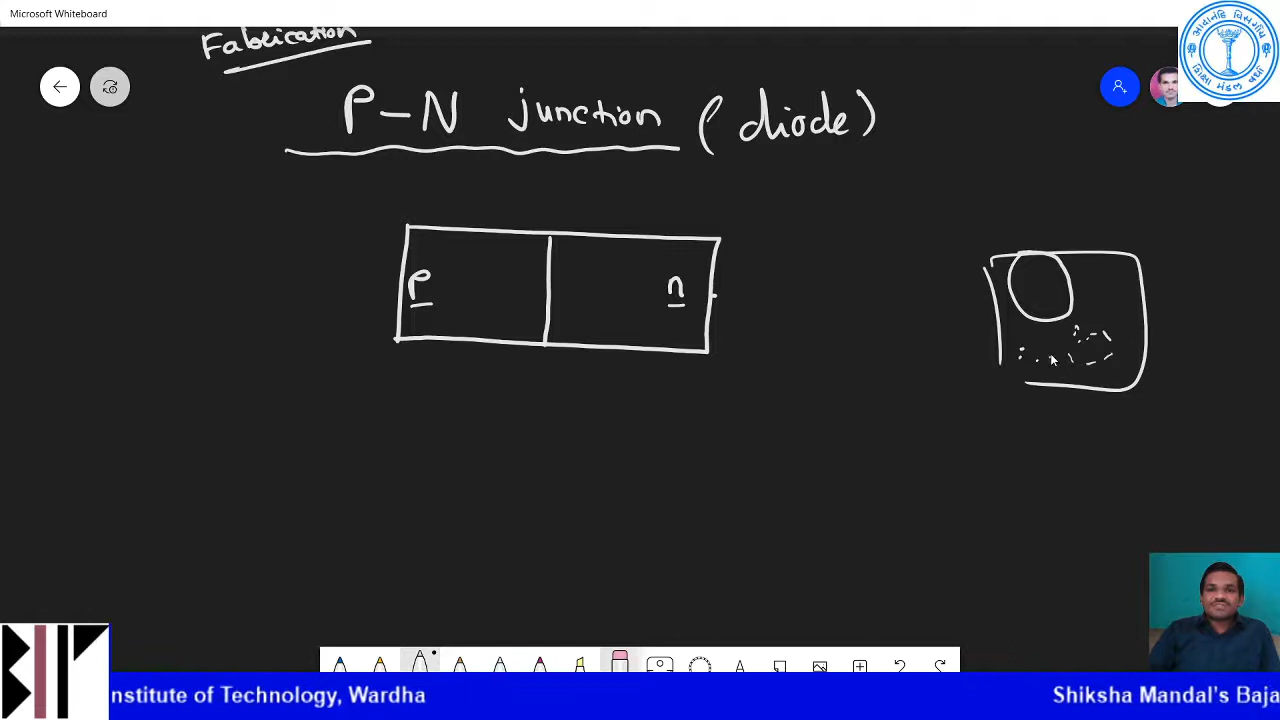 Microsoft Whiteboard
Fabrication
P-N junction (diode)
p
n
nstitute of Technology, Wardha
Shiksha Mandal's Baja